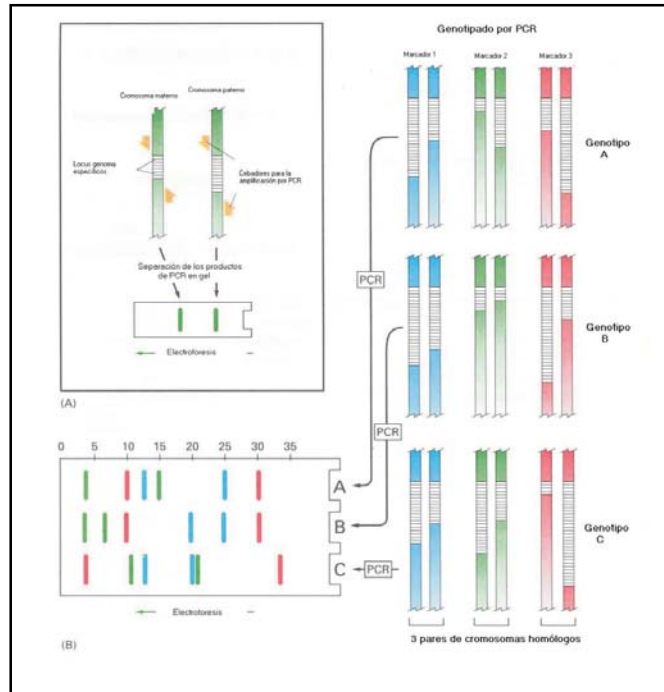 Cromosoma materno
Cromosoma paterno
Locus genoma
específicos
Cebadores para la
amplificación por PCR
Separación de los productos
de PCR en gel
← Electroforesis –
(A)
Genotipado por PCR
Marcador 1
Marcador 2
Marcador 3
Genotipo
A
PCR
Genotipo
B
PCR
0 5 10 15 20 25 30 35
A
B
C
PCR
Genotipo
C
← Electroforesis –
(B)
3 pares de cromosomas homólogos